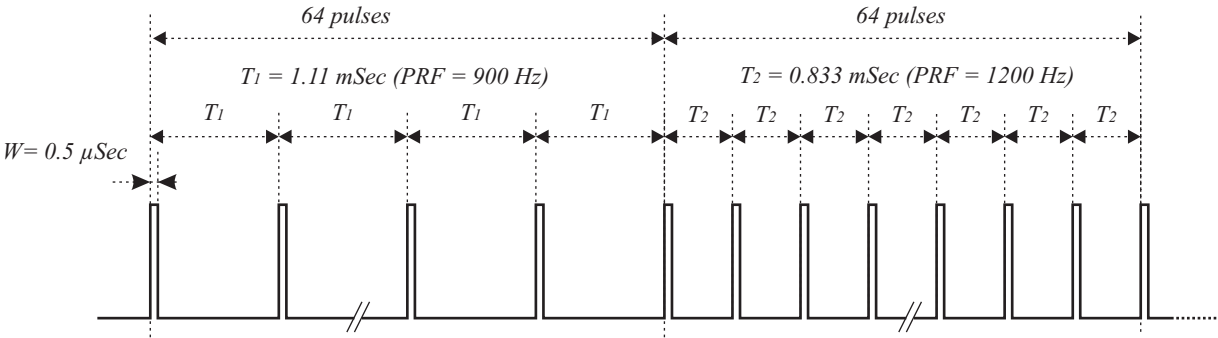 64 pulses 64 pulses
T1 = 1.11 mSec (PRF = 900 Hz) T2 = 0.833 mSec (PRF = 1200 Hz)
T1 T1 T1 T1 T2 T2 T2 T2 T2 T2 T2
W= 0.5 µSec